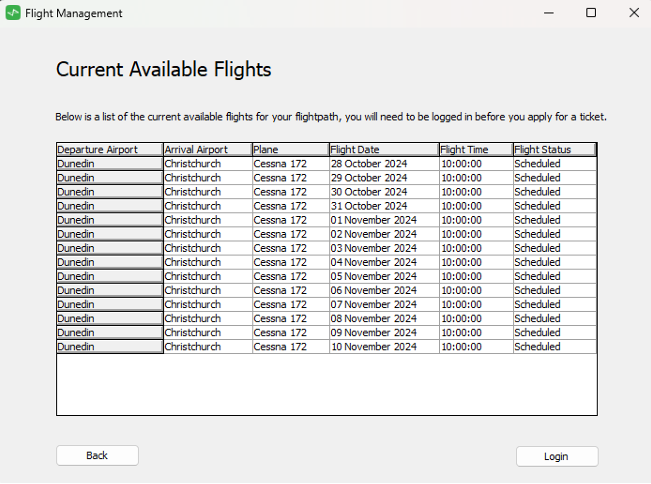 Flight Management
Current Available Flights
Below is a list of the current available flights for your flightpath, you will need to be logged in before you apply for a ticket.
Departure Airport Arrival Airport Plane Flight Date Flight Time Flight Status
Dunedin Christchurch Cessna 172 28 October 2024 10:00:00 Scheduled
Dunedin Christchurch Cessna 172 29 October 2024 10:00:00 Scheduled
Dunedin Christchurch Cessna 172 30 October 2024 10:00:00 Scheduled
Dunedin Christchurch Cessna 172 31 October 2024 10:00:00 Scheduled
Dunedin Christchurch Cessna 172 01 November 2024 10:00:00 Scheduled
Dunedin Christchurch Cessna 172 02 November 2024 10:00:00 Scheduled
Dunedin Christchurch Cessna 172 03 November 2024 10:00:00 Scheduled
Dunedin Christchurch Cessna 172 04 November 2024 10:00:00 Scheduled
Dunedin Christchurch Cessna 172 05 November 2024 10:00:00 Scheduled
Dunedin Christchurch Cessna 172 06 November 2024 10:00:00 Scheduled
Dunedin Christchurch Cessna 172 07 November 2024 10:00:00 Scheduled
Dunedin Christchurch Cessna 172 08 November 2024 10:00:00 Scheduled
Dunedin Christchurch Cessna 172 09 November 2024 10:00:00 Scheduled
Dunedin Christchurch Cessna 172 10 November 2024 10:00:00 Scheduled
Back Login